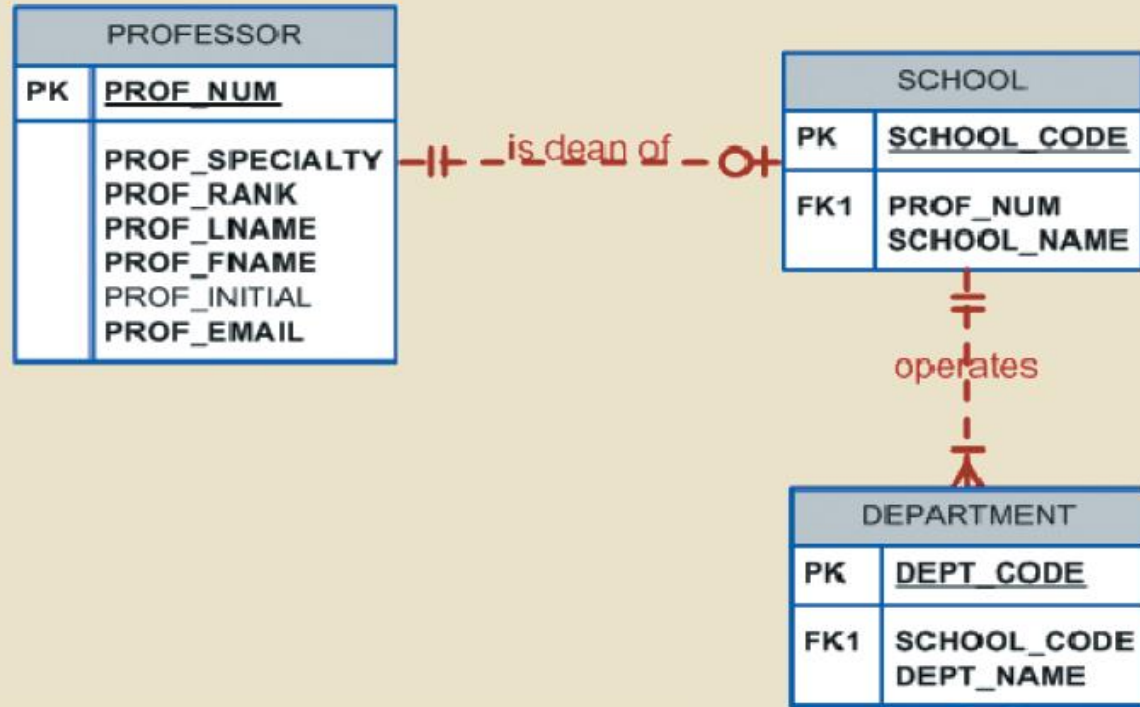 PROFESSOR
PK PROF_NUM
PROF_SPECIALTY
PROF_RANK
PROF_LNAME
PROF_FNAME
PROF_INITIAL
PROF_EMAIL
is dean of
SCHOOL
PK SCHOOL_CODE
FK1 PROF_NUM
SCHOOL_NAME
operates
DEPARTMENT
PK DEPT_CODE
FK1 SCHOOL_CODE
DEPT_NAME